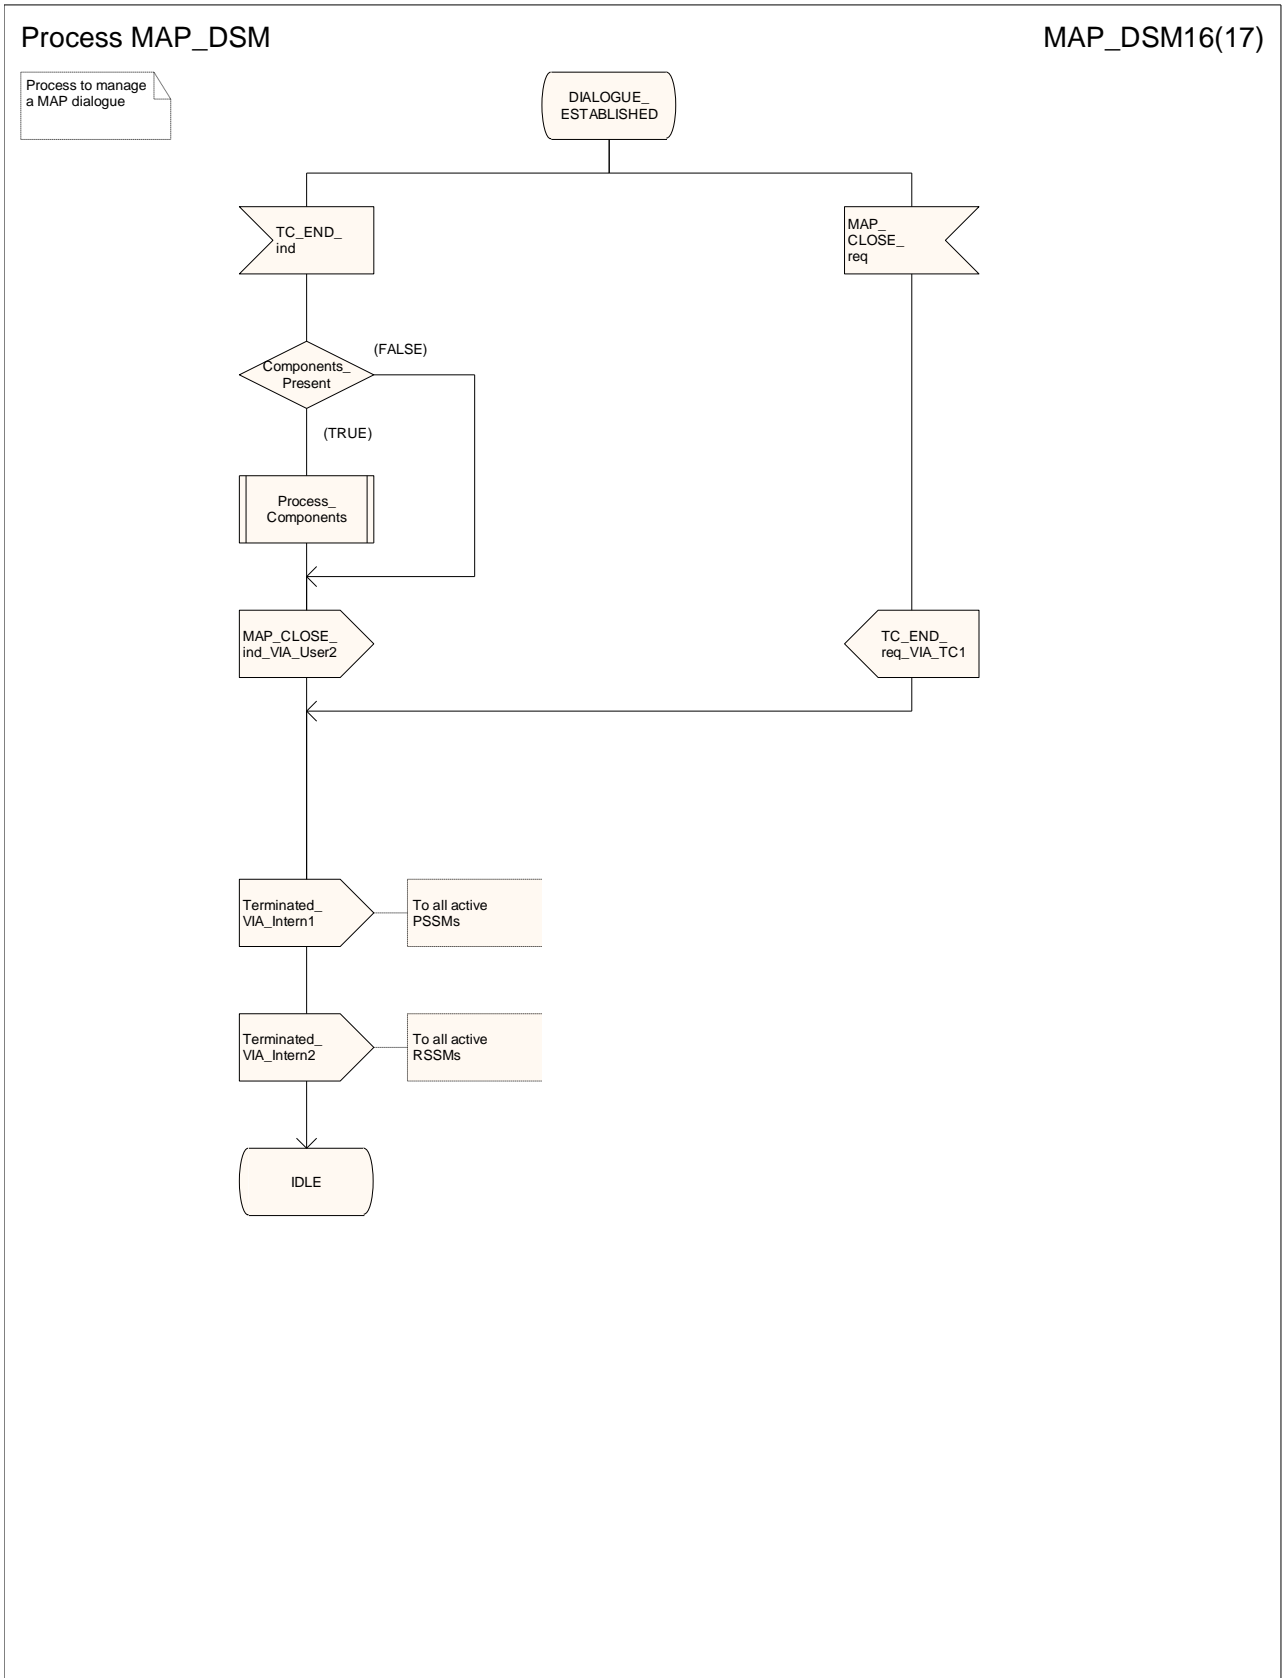 Process MAP_DSM
MAP_DSM16(17)
Process to manage
a MAP dialogue
DIALOGUE_
ESTABLISHED
TC_END_
ind
MAP_
CLOSE_
req
(FALSE)
Components_
Present
(TRUE)
Process_
Components
MAP_CLOSE_
ind_VIA_User2
TC_END_
req_VIA_TC1
Terminated_
VIA_Intern1
To all active
PSSMs
Terminated_
VIA_Intern2
To all active
RSSMs
IDLE